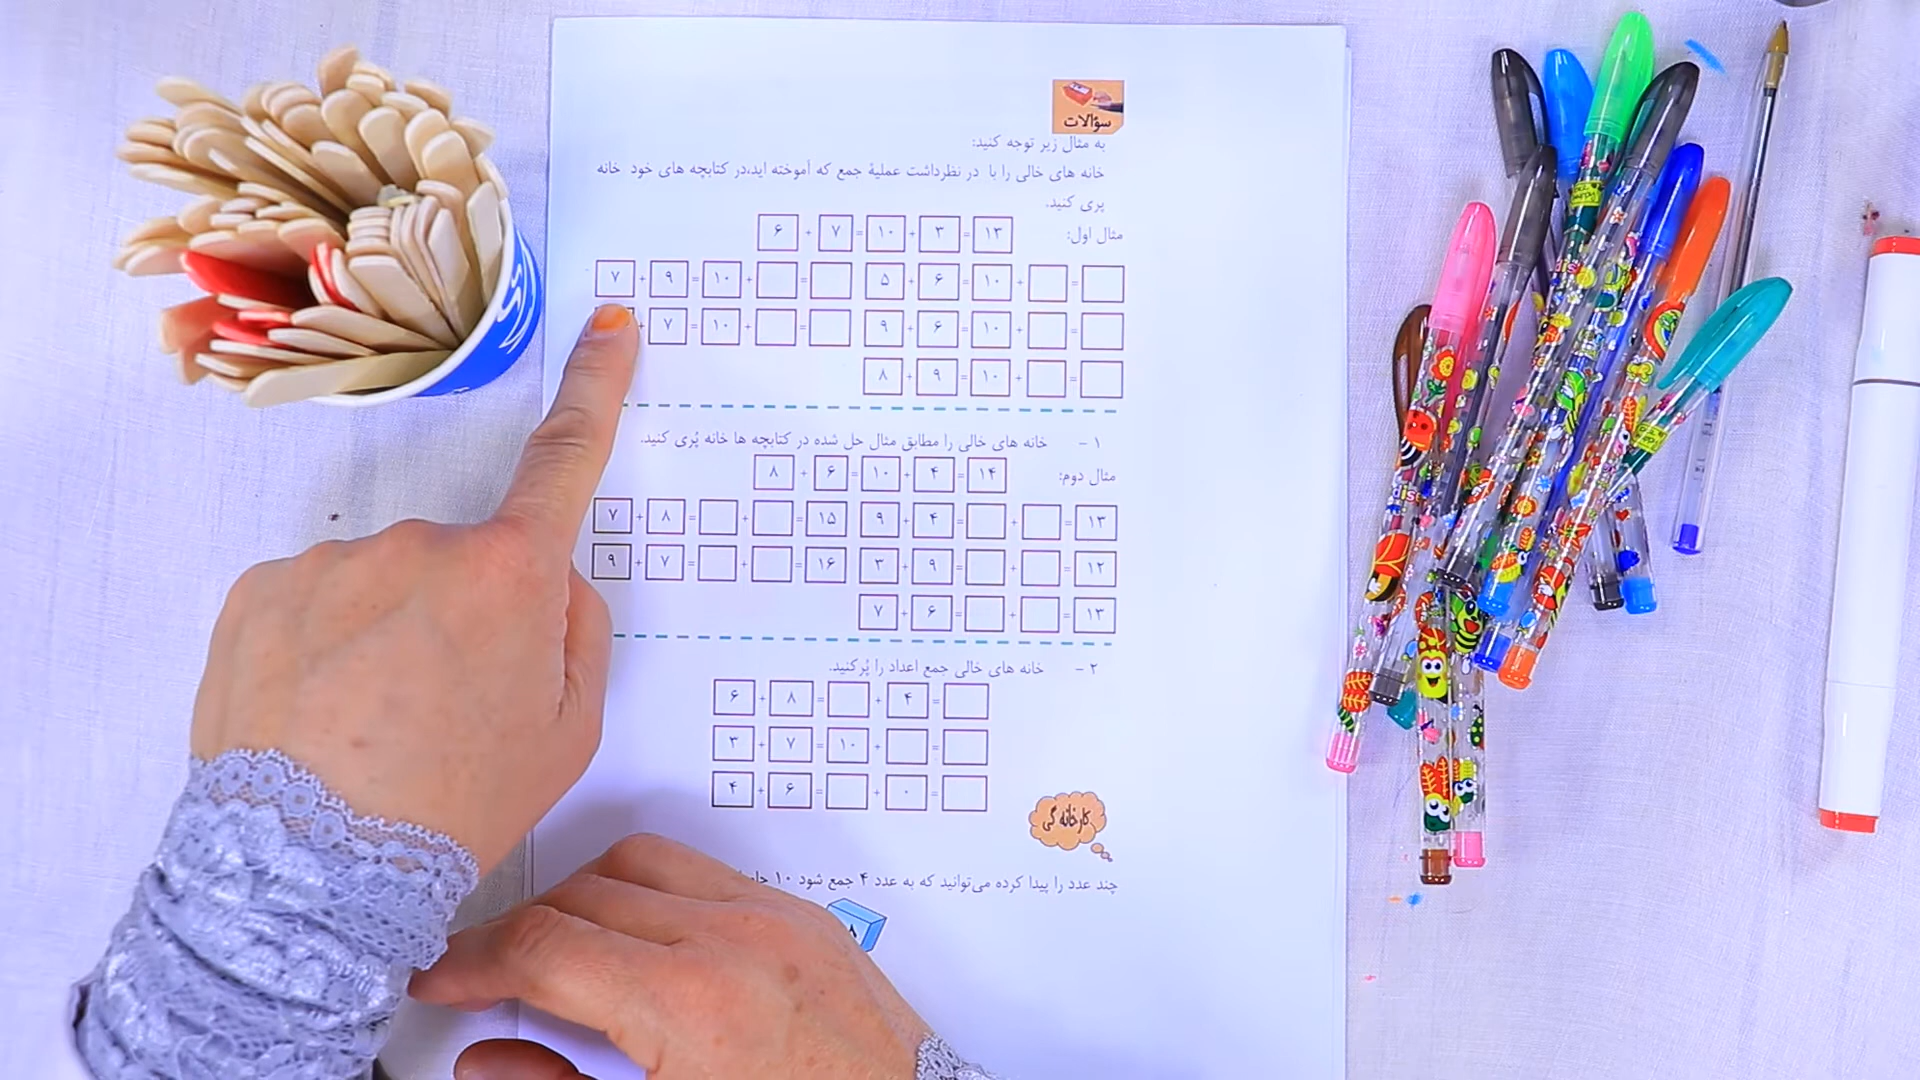 سؤالات
به مثال زیر توجه کنید:
خانه های خالی را با در نظرداشت عملیهٔ جمع که آموخته اید،در کتابچه های خود خانه
پری کنید.
مثال اول: ۶ + ۷ = ۱۰ + ۳ = ۱۳
۷ + ۹ = ۱۰ + = ۵ + ۶ = ۱۰ + =
+ ۷ = ۱۰ + = ۹ + ۶ = ۱۰ + =
۸ + ۹ = ۱۰ + =
۱ - خانه های خالی را مطابق مثال حل شده در کتابچه ها خانه پُری کنید.
مثال دوم: ۸ + ۶ = ۱۰ + ۴ = ۱۴
۷ + ۸ = + = ۱۵ ۹ + ۴ = + = ۱۳
۹ + ۷ = + = ۱۶ ۳ + ۹ = + = ۱۲
۷ + ۶ = + = ۱۳
۲ - خانه های خالی جمع اعداد را پُرکنید.
۶ + ۸ = + ۴ =
۳ + ۷ = ۱۰ + =
۴ + ۶ = + ۰ =
کارخانه گی
چند عدد را پیدا کرده می‌توانید که به عدد ۴ جمع شود ۱۰